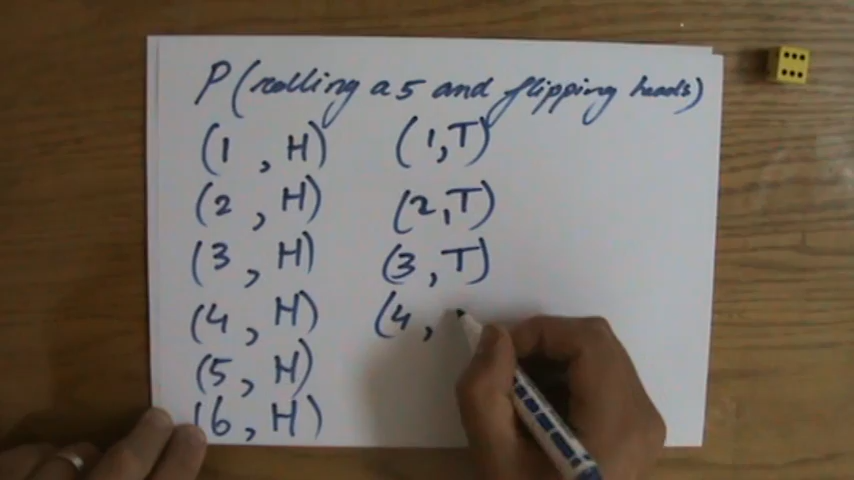 P(rolling a 5 and flipping heads)
(1 , H) (1,T)
(2 , H) (2,T)
(3 , H) (3,T)
(4 , H) (4,
(5 , H)
(6 , H)